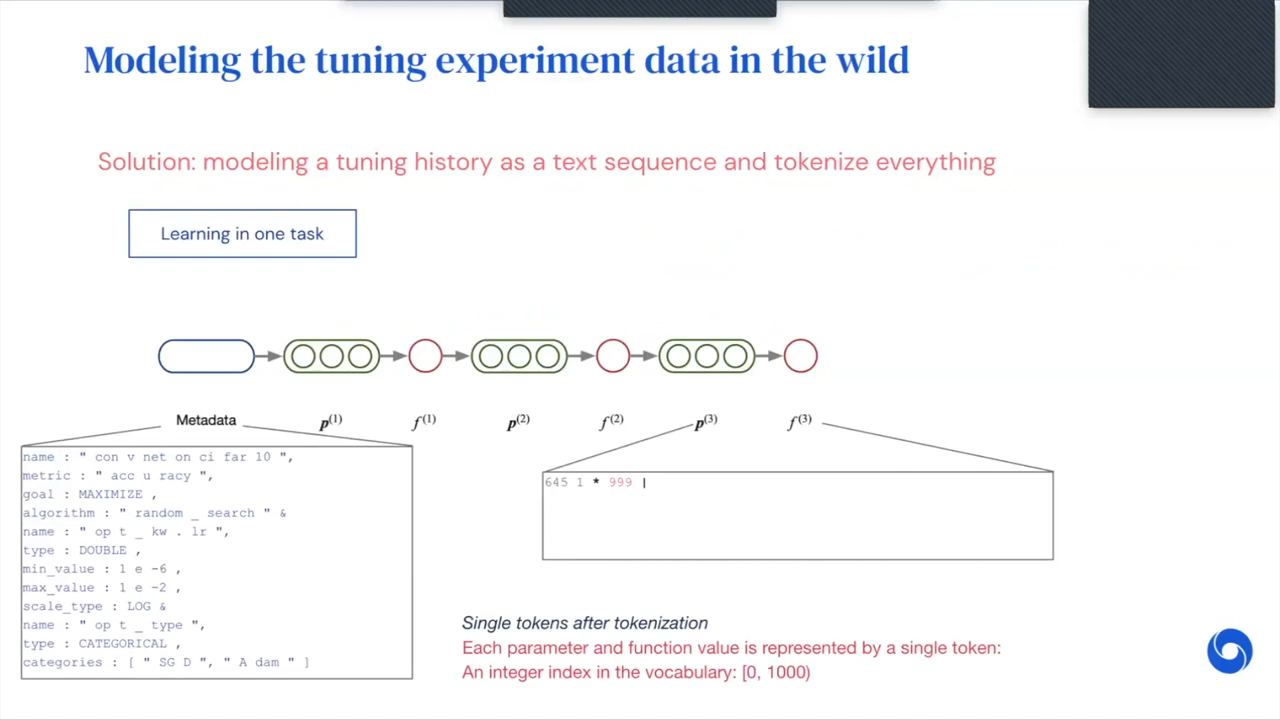 Modeling the tuning experiment data in the wild
Solution: modeling a tuning history as a text sequence and tokenize everything
Learning in one task
Metadata
p(1)
f(1)
p(2)
f(2)
p(3)
f(3)
name : " con v net on ci far 10 ",
metric : " acc u racy ",
goal : MAXIMIZE ,
algorithm : " random _ search " &
name : " op t _ kw . lr ",
type : DOUBLE ,
min_value : 1 e -6 ,
max_value : 1 e -2 ,
scale_type : LOG &
name : " op t _ type ",
type : CATEGORICAL ,
categories : [ " SG D ", " A dam " ]
645 1 * 999 |
Single tokens after tokenization
Each parameter and function value is represented by a single token:
An integer index in the vocabulary: [0, 1000)